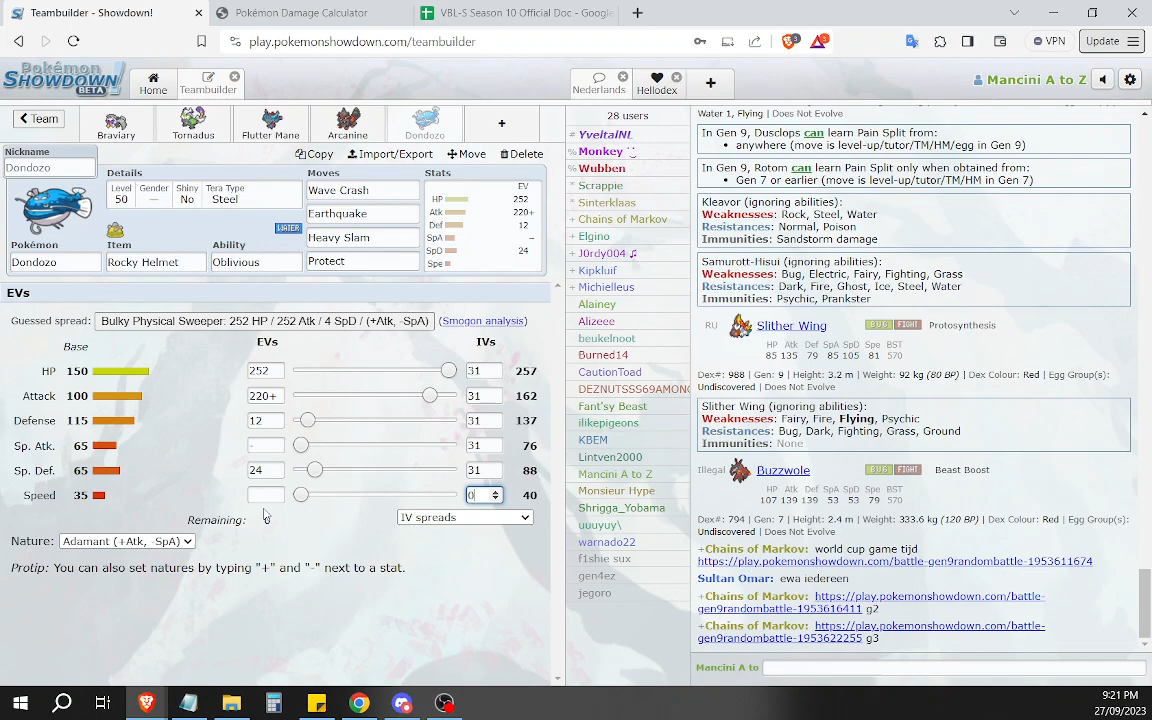 Teambuilder - Showdown!
Pokémon Damage Calculator
VBL-S Season 10 Official Doc - Google
play.pokemonshowdown.com/teambuilder
VPN
Update
Pokémon
SHOWDOWN!
BETA
Home
Teambuilder
Nederlands
Hellodex
Mancini A to Z
Team
Braviary
Tornadus
Flutter Mane
Arcanine
Dondozo
Nickname
Dondozo
Copy
Import/Export
Move
Delete
Details
Level
50
Gender
—
Shiny
No
Tera Type
Steel
WATER
Pokémon
Dondozo
Item
Rocky Helmet
Ability
Oblivious
Moves
Wave Crash
Earthquake
Heavy Slam
Protect
Stats
EV
HP 252
Atk 220+
Def 12
SpA –
SpD 24
Spe
EVs
Guessed spread: Bulky Physical Sweeper: 252 HP / 252 Atk / 4 SpD / (+Atk, -SpA) (Smogon analysis)
Base EVs IVs
HP 150 252 31 257
Attack 100 220+ 31 162
Defense 115 12 31 137
Sp. Atk. 65 - 31 76
Sp. Def. 65 24 31 88
Speed 35 0 40
Remaining:
IV spreads
Nature: Adamant (+Atk, -SpA)
Protip: You can also set natures by typing "+" and "-" next to a stat.
28 users
# YveltalNL
% Monkey
% Wubben
* Scrappie
* Sinterklaas
+ Chains of Markov
+ Elgino
+ J0rdy004 ♫
+ Kipkluif
+ Michielleus
Alainey
Alizeee
beukelnoot
Burned14
CautionToad
DEZNUTSSS69AMONG
Fant'sy Beast
ilikepigeons
KBEM
Lintven2000
Mancini A to Z
Monsieur Hype
Shrigga_Yobama
uuuyuy\
warnado22
f1shie sux
gen4ez
jegoro
Water 1, Flying | Does Not Evolve
In Gen 9, Dusclops can learn Pain Split from:
• anywhere (move is level-up/tutor/TM/HM/egg in Gen 9)
In Gen 9, Rotom can learn Pain Split only when obtained from:
• Gen 7 or earlier (move is level-up/tutor/TM/HM in Gen 7)
Kleavor (ignoring abilities):
Weaknesses: Rock, Steel, Water
Resistances: Normal, Poison
Immunities: Sandstorm damage
Samurott-Hisui (ignoring abilities):
Weaknesses: Bug, Electric, Fairy, Fighting, Grass
Resistances: Dark, Fire, Ghost, Ice, Steel, Water
Immunities: Psychic, Prankster
RU Slither Wing BUG FIGHT Protosynthesis
HP Atk Def SpA SpD Spe BST
85 135 79 85 105 81 570
Dex#: 988 | Gen: 9 | Height: 3.2 m | Weight: 92 kg (80 BP) | Dex Colour: Red | Egg Group(s):
Undiscovered | Does Not Evolve
Slither Wing (ignoring abilities):
Weaknesses: Fairy, Fire, Flying, Psychic
Resistances: Bug, Dark, Fighting, Grass, Ground
Immunities: None
Illegal Buzzwole BUG FIGHT Beast Boost
HP Atk Def SpA SpD Spe BST
107 139 139 53 53 79 570
Dex#: 794 | Gen: 7 | Height: 2.4 m | Weight: 333.6 kg (120 BP) | Dex Colour: Red | Egg Group(s):
Undiscovered | Does Not Evolve
+Chains of Markov: world cup game tijd
https://play.pokemonshowdown.com/battle-gen9randombattle-1953611674
Sultan Omar: ewa iedereen
+Chains of Markov: https://play.pokemonshowdown.com/battle-
gen9randombattle-1953616411 g2
+Chains of Markov: https://play.pokemonshowdown.com/battle-
gen9randombattle-1953622255 g3
Mancini A to
9:21 PM
27/09/2023